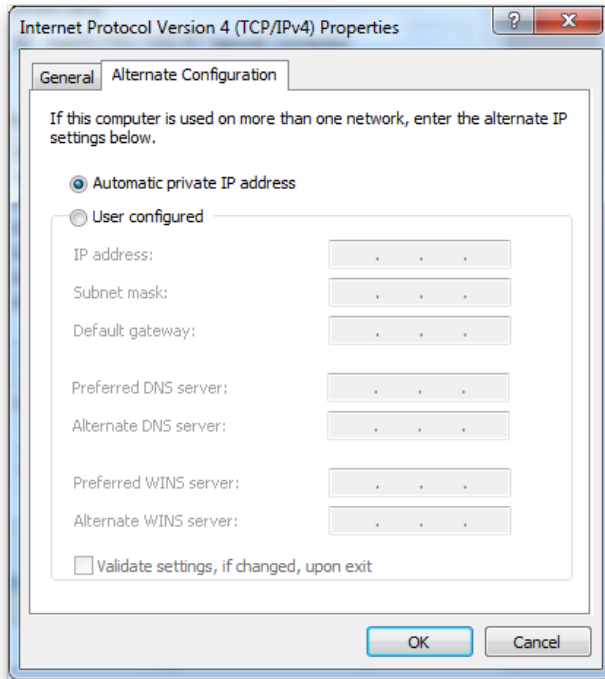 Internet Protocol Version 4 (TCP/IPv4) Properties
?
X
General
Alternate Configuration
If this computer is used on more than one network, enter the alternate IP
settings below.
Automatic private IP address
User configured
IP address:
. . .
Subnet mask:
. . .
Default gateway:
. . .
Preferred DNS server:
. . .
Alternate DNS server:
. . .
Preferred WINS server:
. . .
Alternate WINS server:
. . .
Validate settings, if changed, upon exit
OK
Cancel